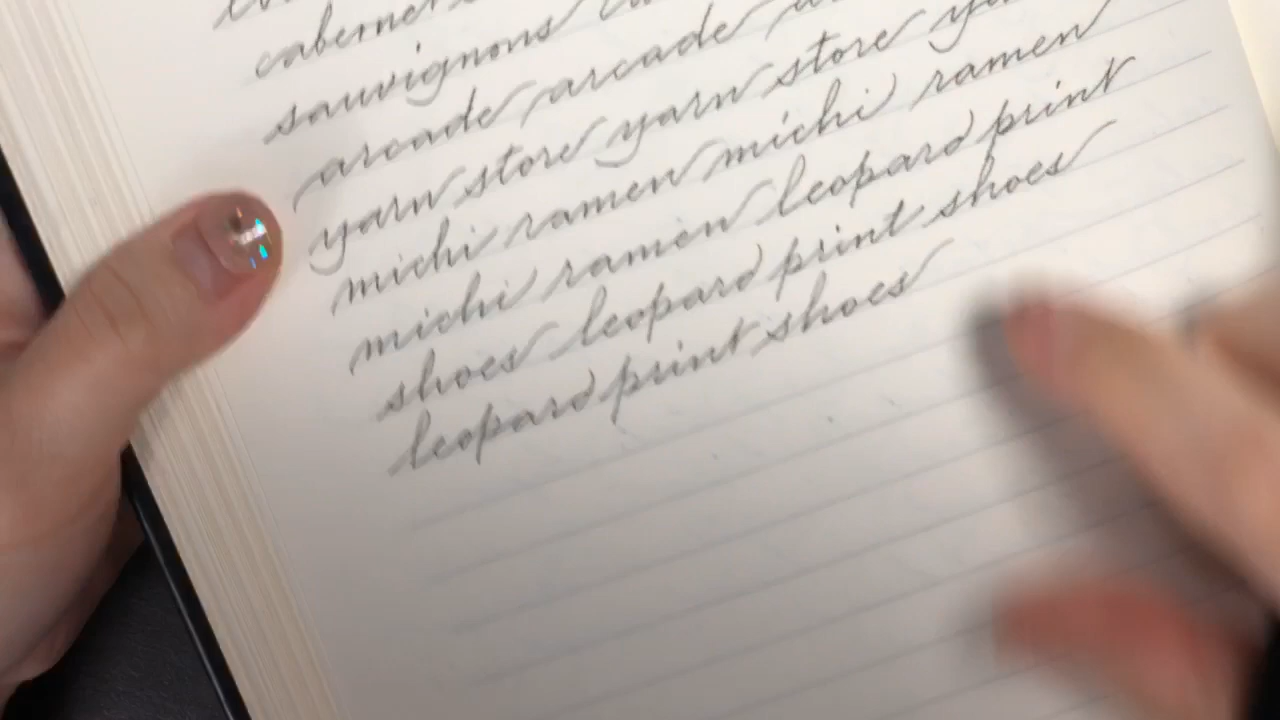 cabernet
sauvignons
arcade arcade
yarn store yarn store
michi ramen michi ramen
michi ramen leopard print
shoes leopard print shoes
leopard print shoes